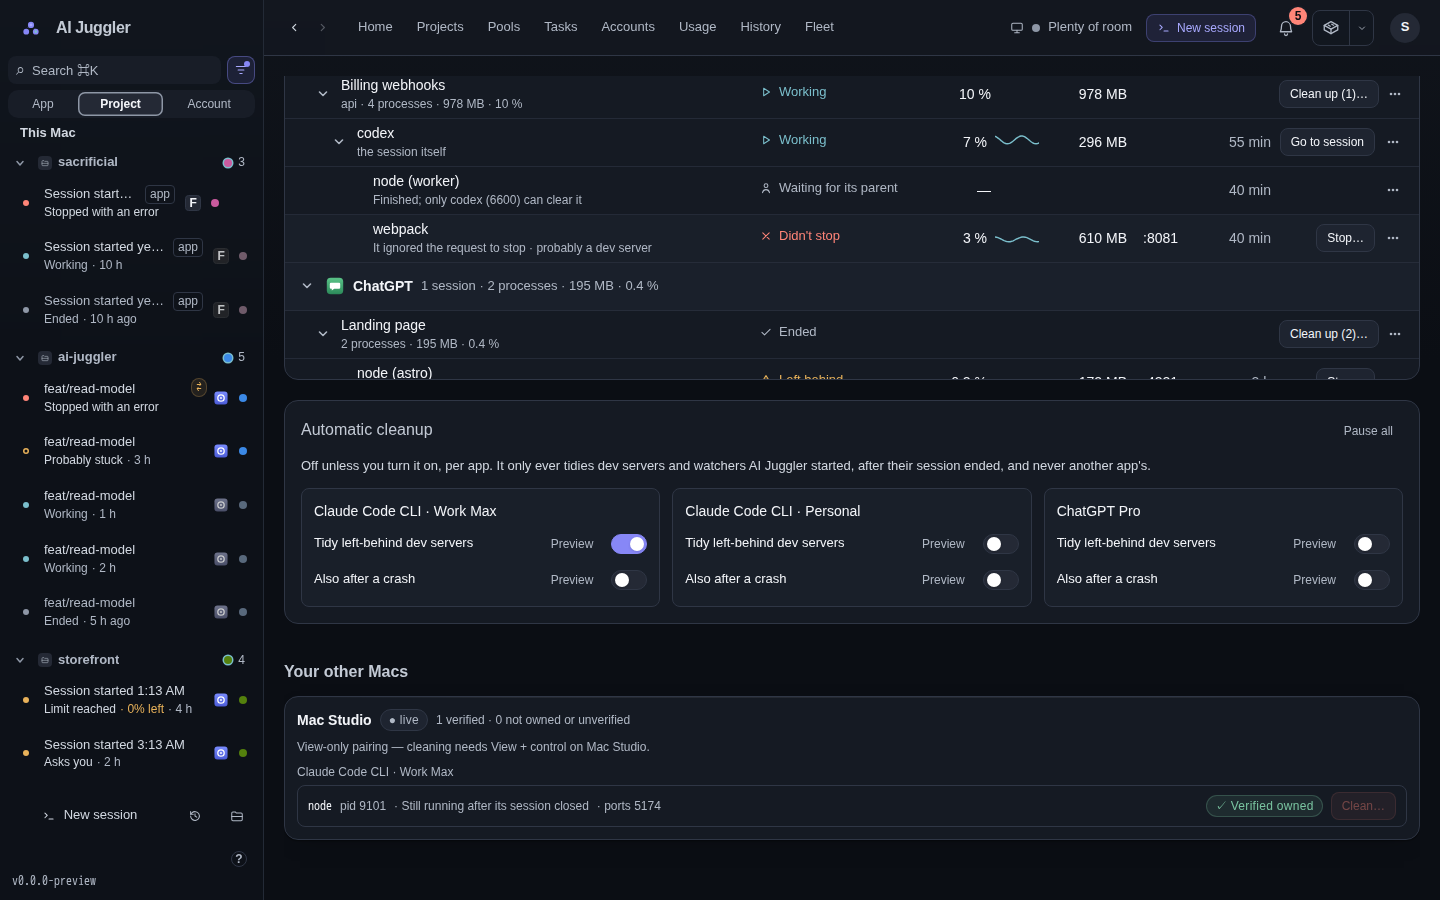 AI Juggler
Search ⌘K
App Project Account
This Mac
sacrificial 3
Session start… app F
Stopped with an error
Session started ye… app F
Working · 10 h
Session started ye… app F
Ended · 10 h ago
ai-juggler 5
feat/read-model
Stopped with an error
feat/read-model
Probably stuck · 3 h
feat/read-model
Working · 1 h
feat/read-model
Working · 2 h
feat/read-model
Ended · 5 h ago
storefront 4
Session started 1:13 AM
Limit reached · 0% left · 4 h
Session started 3:13 AM
Asks you · 2 h
New session
?
v0.0.0-preview
Home Projects Pools Tasks Accounts Usage History Fleet Plenty of room New session 5 S
Billing webhooks Working 10 % 978 MB Clean up (1)…
api · 4 processes · 978 MB · 10 %
codex Working 7 % 296 MB 55 min Go to session
the session itself
node (worker) Waiting for its parent — 40 min
Finished; only codex (6600) can clear it
webpack Didn't stop 3 % 610 MB :8081 40 min Stop…
It ignored the request to stop · probably a dev server
ChatGPT 1 session · 2 processes · 195 MB · 0.4 %
Landing page Ended Clean up (2)…
2 processes · 195 MB · 0.4 %
node (astro) Left behind
Automatic cleanup Pause all
Off unless you turn it on, per app. It only ever tidies dev servers and watchers AI Juggler started, after their session ended, and never another app's.
Claude Code CLI · Work Max
Tidy left-behind dev servers Preview
Also after a crash Preview
Claude Code CLI · Personal
Tidy left-behind dev servers Preview
Also after a crash Preview
ChatGPT Pro
Tidy left-behind dev servers Preview
Also after a crash Preview
Your other Macs
Mac Studio live 1 verified · 0 not owned or unverified
View-only pairing — cleaning needs View + control on Mac Studio.
Claude Code CLI · Work Max
node pid 9101 · Still running after its session closed · ports 5174 ✓ Verified owned Clean…